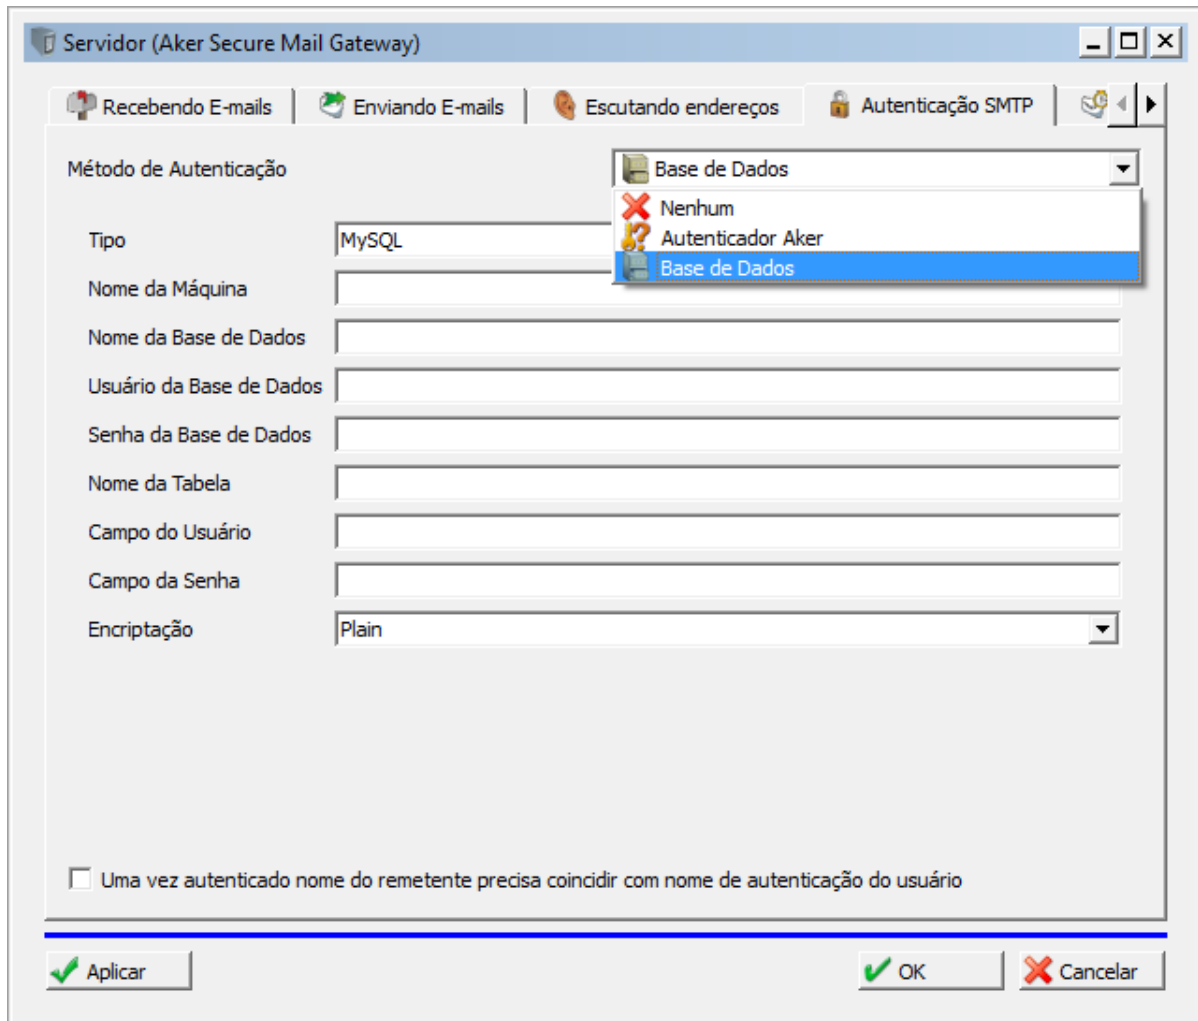 Servidor (Aker Secure Mail Gateway)
Recebendo E-mails Enviando E-mails Escutando endereços Autenticação SMTP
Método de Autenticação Base de Dados
Nenhum
Autenticador Aker
Base de Dados
Tipo MySQL
Nome da Máquina
Nome da Base de Dados
Usuário da Base de Dados
Senha da Base de Dados
Nome da Tabela
Campo do Usuário
Campo da Senha
Encriptação Plain
Uma vez autenticado nome do remetente precisa coincidir com nome de autenticação do usuário
Aplicar OK Cancelar